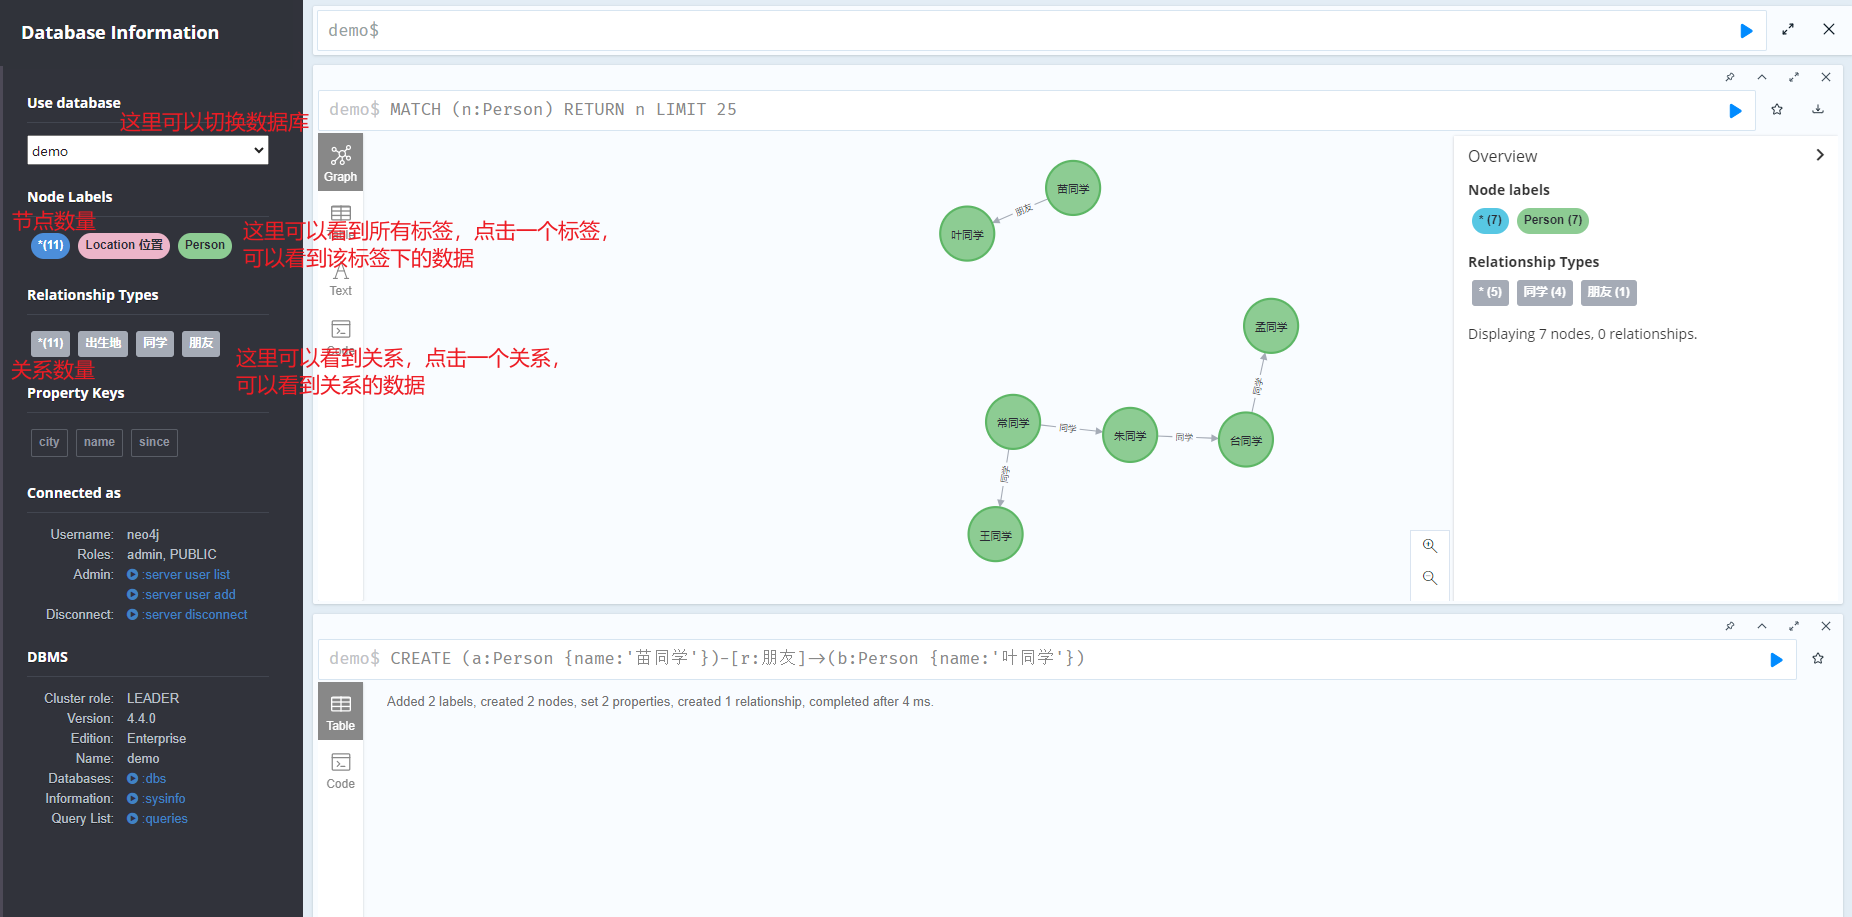 Database Information
Use database
这里可以切换数据库
demo
Node Labels
节点数量
*(11) Location 位置 Person
这里可以看到所有标签，点击一个标签，
可以看到该标签下的数据
Relationship Types
*(11) 出生地 同学 朋友
关系数量
这里可以看到关系，点击一个关系，
可以看到关系的数据
Property Keys
city name since
Connected as
Username: neo4j
Roles: admin, PUBLIC
Admin: :server user list
:server user add
Disconnect: :server disconnect
DBMS
Cluster role: LEADER
Version: 4.4.0
Edition: Enterprise
Name: demo
Databases: :dbs
Information: :sysinfo
Query List: :queries
demo$
demo$ MATCH (n:Person) RETURN n LIMIT 25
Graph
Text
苗同学
朋友
叶同学
孟同学
同学
常同学
同学
朱同学
同学
台同学
同学
王同学
Overview
Node labels
* (7) Person (7)
Relationship Types
* (5) 同学 (4) 朋友 (1)
Displaying 7 nodes, 0 relationships.
demo$ CREATE (a:Person {name:'苗同学'})-[r:朋友]->(b:Person {name:'叶同学'})
Table
Code
Added 2 labels, created 2 nodes, set 2 properties, created 1 relationship, completed after 4 ms.